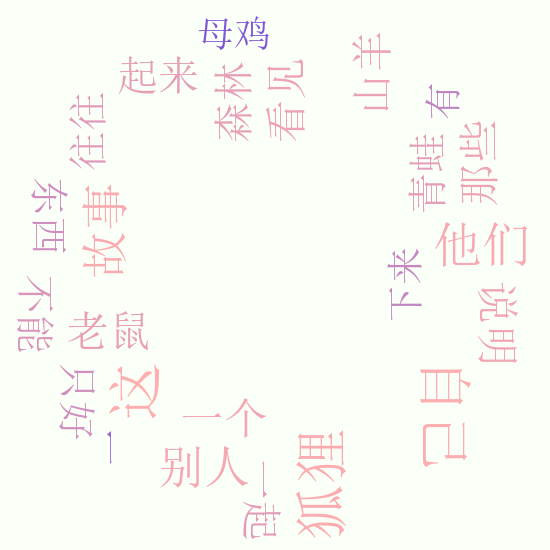 母鸡
起来
森林
看见
山羊
有
往往
青蛙
那些
东西
故事
他们
下来
不能
老鼠
说明
只好
这
自己
一
一个
别人
一起
狐狸